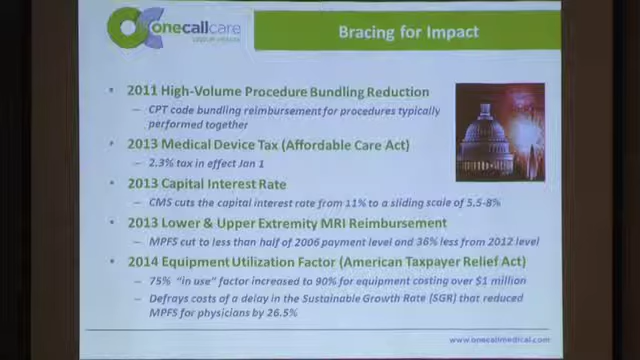 onecallcare
Bracing for Impact
• 2011 High-Volume Procedure Bundling Reduction
– CPT code bundling reimbursement for procedures typically
performed together
• 2013 Medical Device Tax (Affordable Care Act)
– 2.3% tax in effect Jan 1
• 2013 Capital Interest Rate
– CMS cuts the capital interest rate from 11% to a sliding scale of 5.5-8%
• 2013 Lower & Upper Extremity MRI Reimbursement
– MPFS cut to less than half of 2006 payment level and 36% less from 2012 level
• 2014 Equipment Utilization Factor (American Taxpayer Relief Act)
– 75% "in use" factor increased to 90% for equipment costing over $1 million
– Defrays costs of a delay in the Sustainable Growth Rate (SGR) that reduced
MPFS for physicians by 26.5%
www.onecallmedical.com